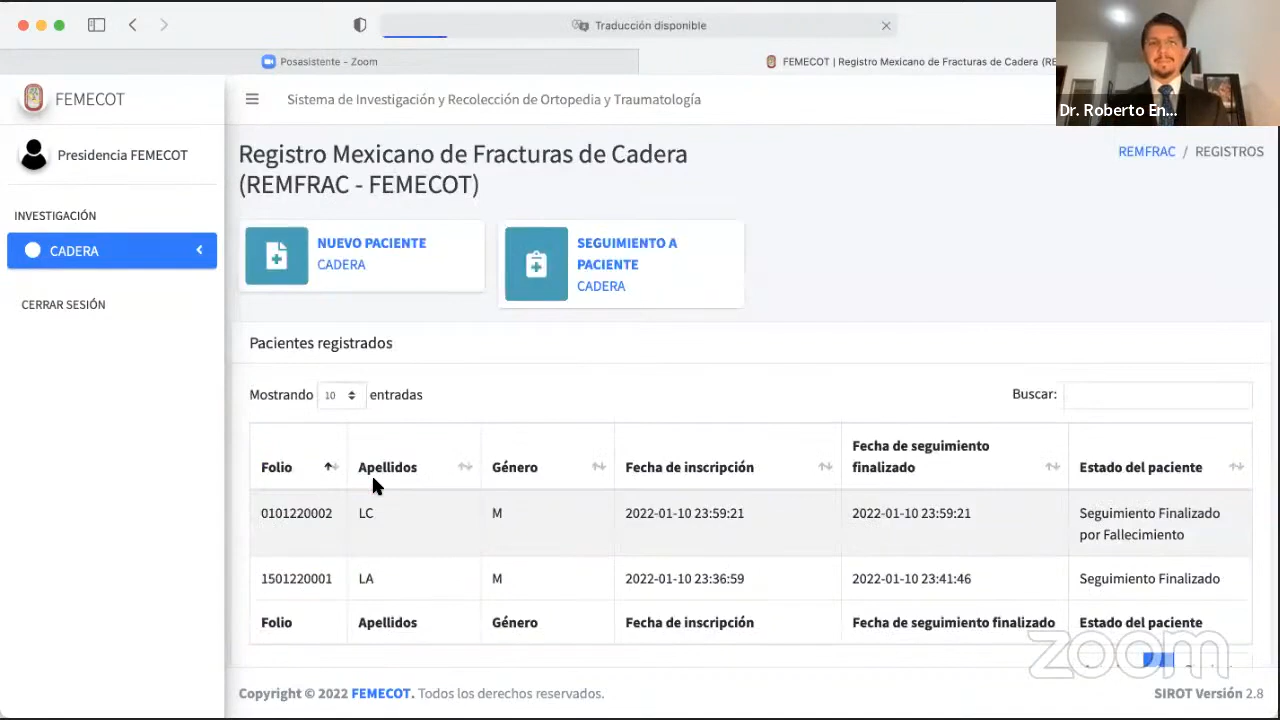 Traducción disponible
Posasistente – Zoom
FEMECOT | Registro Mexicano de Fracturas de Cadera (RE
Dr. Roberto En...
FEMECOT
Sistema de Investigación y Recolección de Ortopedia y Traumatología
Presidencia FEMECOT
Registro Mexicano de Fracturas de Cadera
(REMFRAC - FEMECOT)
REMFRAC / REGISTROS
INVESTIGACIÓN
CADERA
CERRAR SESIÓN
NUEVO PACIENTE
CADERA
SEGUIMIENTO A
PACIENTE
CADERA
Pacientes registrados
Mostrando 10 entradas
Buscar:
Folio Apellidos Género Fecha de inscripción Fecha de seguimiento finalizado Estado del paciente
0101220002 LC M 2022-01-10 23:59:21 2022-01-10 23:59:21 Seguimiento Finalizado
por Fallecimiento
1501220001 LA M 2022-01-10 23:36:59 2022-01-10 23:41:46 Seguimiento Finalizado
Folio Apellidos Género Fecha de inscripción Fecha de seguimiento finalizado Estado del paciente
zoom
Copyright © 2022 FEMECOT. Todos los derechos reservados.
SIROT Versión 2.8